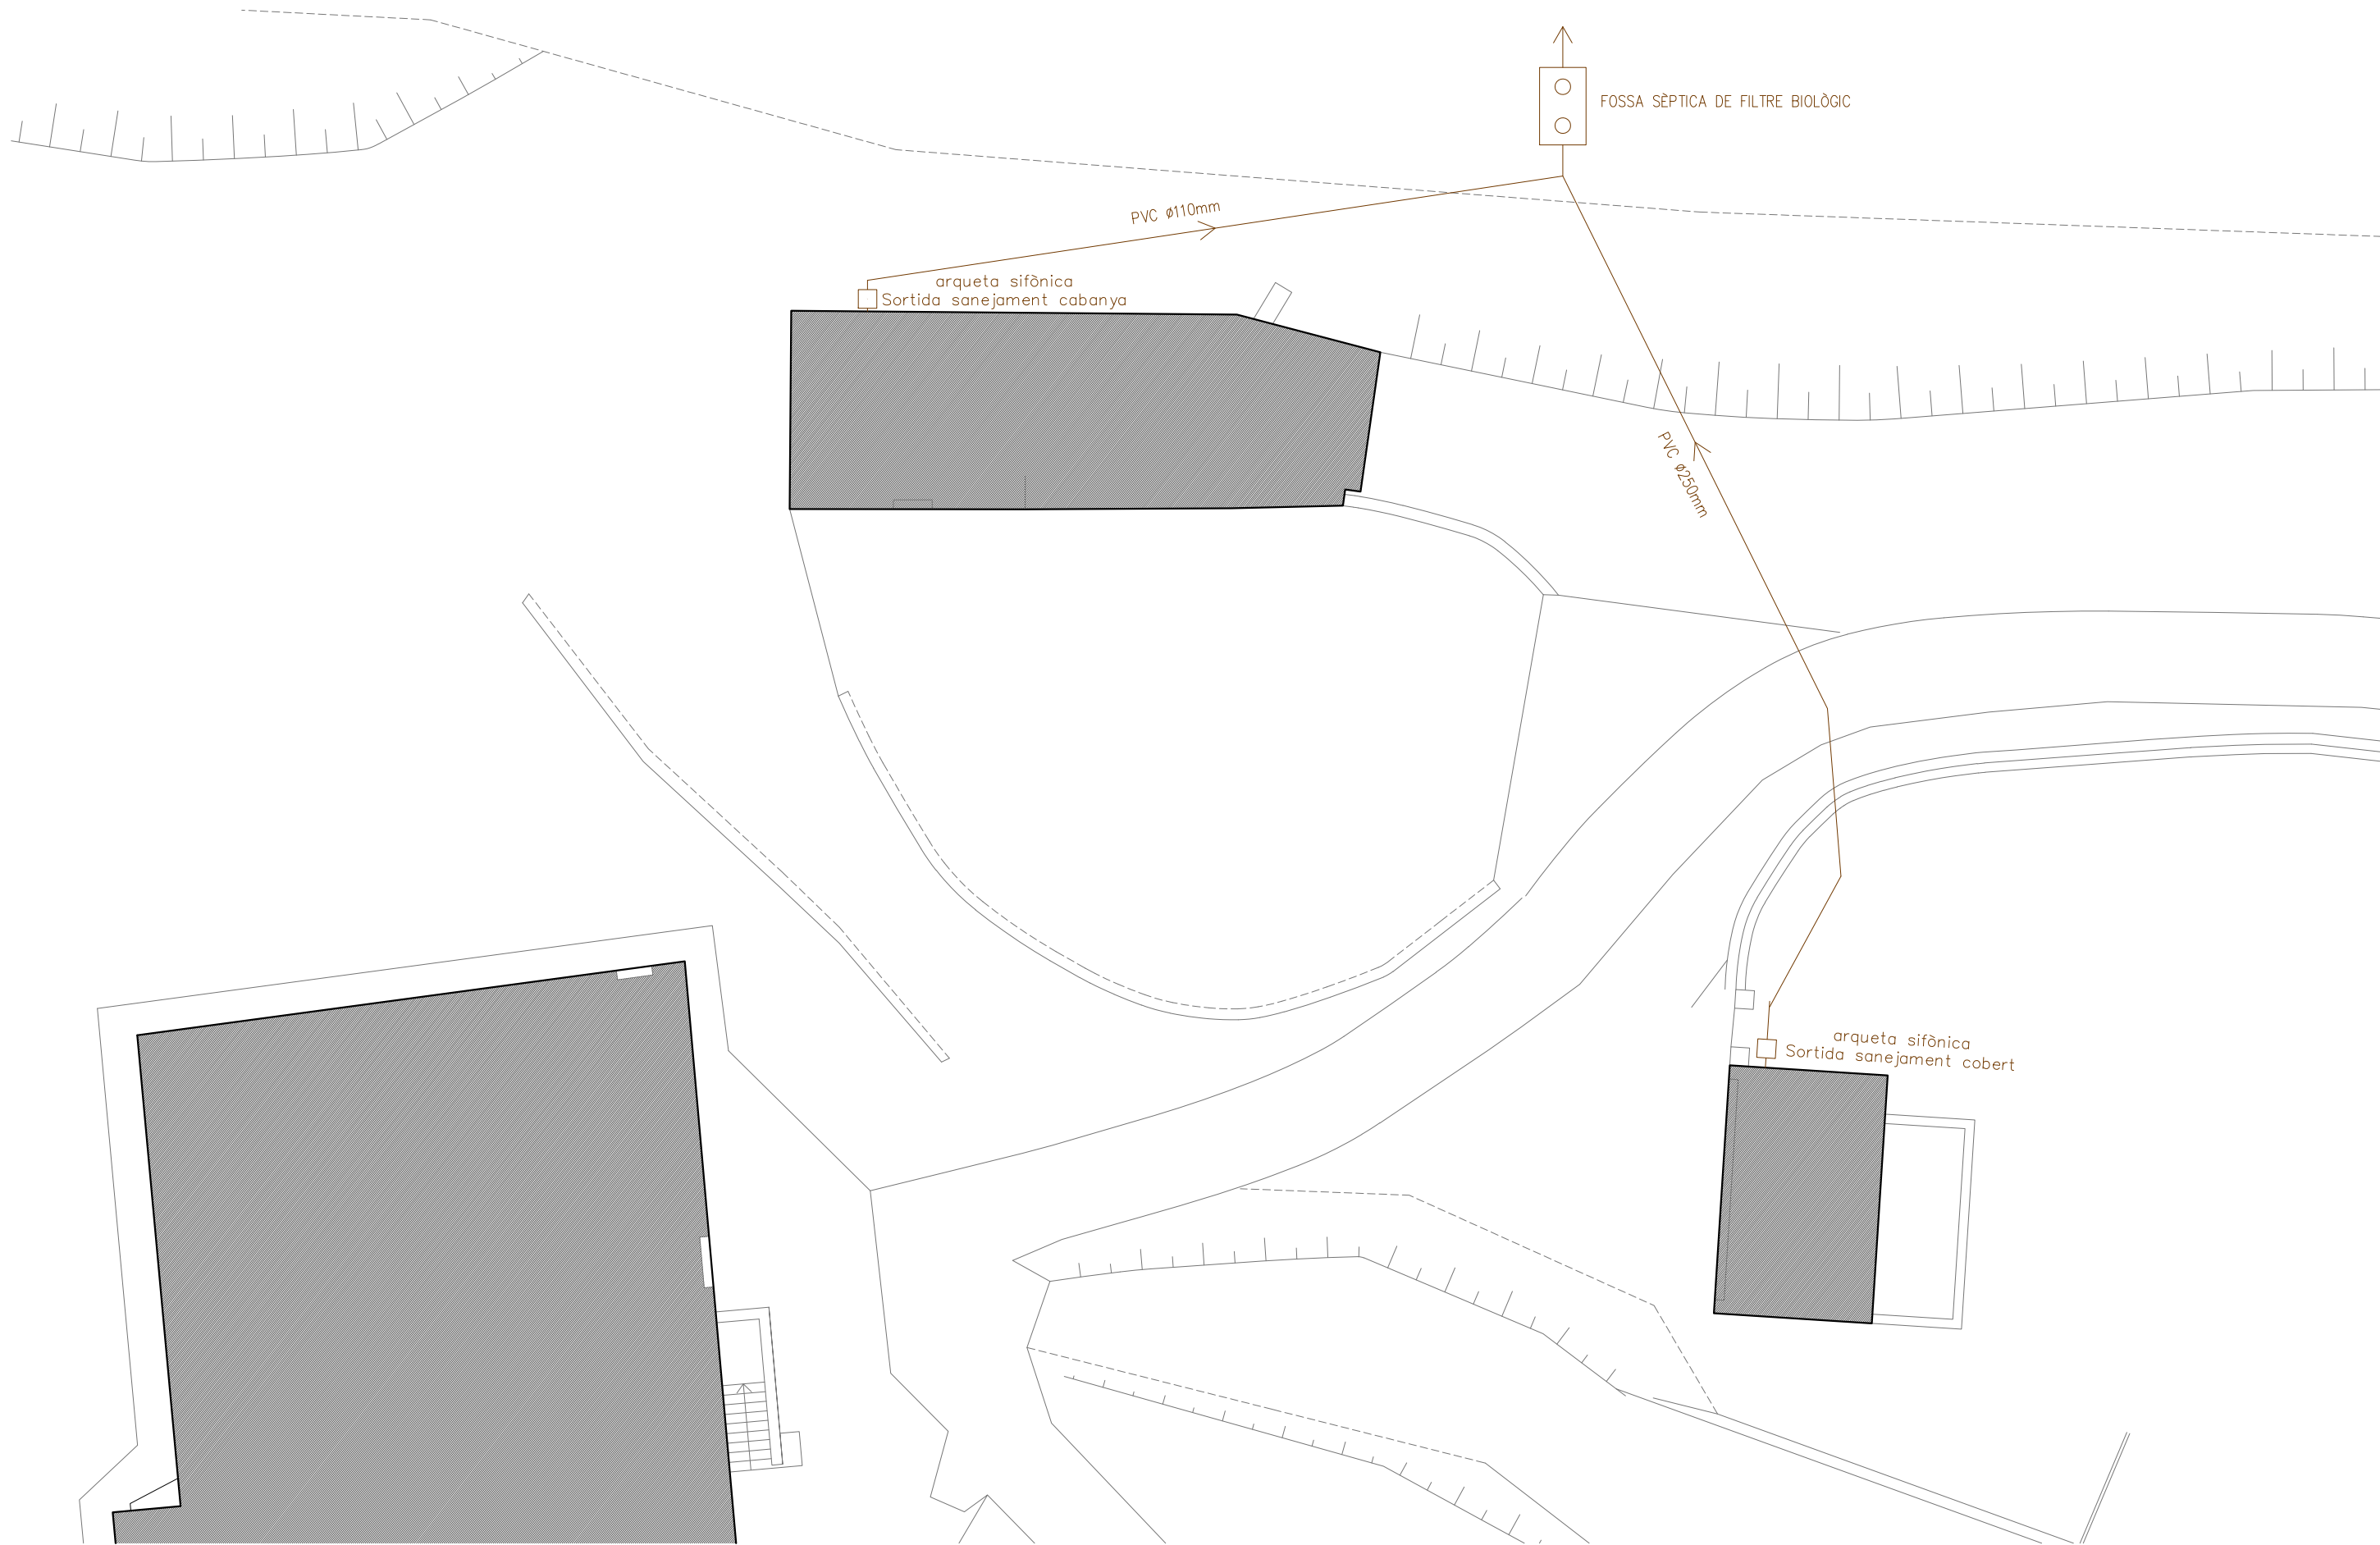 FOSSA SÈPTICA DE FILTRE BIOLÒGIC
PVC ø110mm
arqueta sifònica
Sortida sanejament cabanya
PVC ø250mm
arqueta sifònica
Sortida sanejament cobert